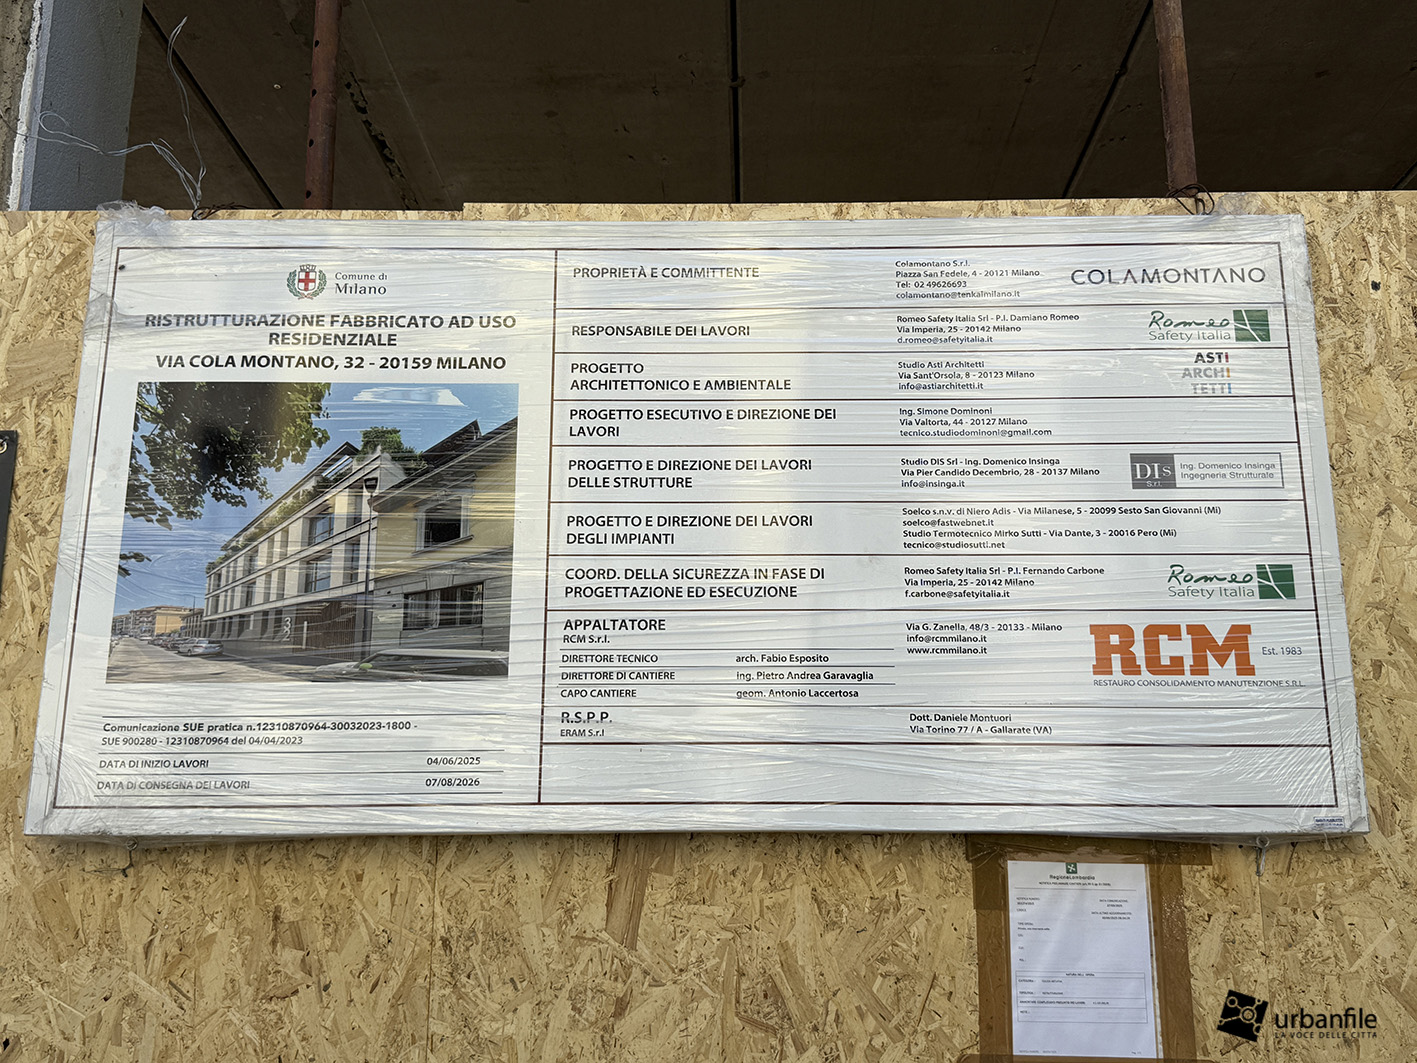 Comune di
Milano
RISTRUTTURAZIONE FABBRICATO AD USO
RESIDENZIALE
VIA COLA MONTANO, 32 - 20159 MILANO
32
Comunicazione SUE pratica n.12310870964-30032023-1800 -
SUE 900280 - 12310870964 del 04/04/2023
DATA DI INIZIO LAVORI 04/06/2025
DATA DI CONSEGNA DEI LAVORI 07/08/2026
PROPRIETÀ E COMMITTENTE
Colamontano S.r.l.
Piazza San Fedele, 4 - 20121 Milano
Tel: 02 49626693
colamontano@tenkaimilano.it
COLAMONTANO
RESPONSABILE DEI LAVORI
Romeo Safety Italia Srl - P.I. Damiano Romeo
Via Imperia, 25 - 20142 Milano
d.romeo@safetyitalia.it
Romeo
Safety Italia
PROGETTO
ARCHITETTONICO E AMBIENTALE
Studio Asti Architetti
Via Sant'Orsola, 8 - 20123 Milano
info@astiarchitetti.it
ASTI
ARCHI
TETTI
PROGETTO ESECUTIVO E DIREZIONE DEI
LAVORI
Ing. Simone Dominoni
Via Valtorta, 44 - 20127 Milano
tecnico.studiodominoni@gmail.com
PROGETTO E DIREZIONE DEI LAVORI
DELLE STRUTTURE
Studio DIS Srl - Ing. Domenico Insinga
Via Pier Candido Decembrio, 28 - 20137 Milano
info@insinga.it
DIS
S.r.l.
Ing. Domenico Insinga
Ingegneria Strutturale
PROGETTO E DIREZIONE DEI LAVORI
DEGLI IMPIANTI
Soelco s.n.v. di Niero Adis - Via Milanese, 5 - 20099 Sesto San Giovanni (Mi)
soelco@fastwebnet.it
Studio Termotecnico Mirko Sutti - Via Dante, 3 - 20016 Pero (Mi)
tecnico@studiosutti.net
COORD. DELLA SICUREZZA IN FASE DI
PROGETTAZIONE ED ESECUZIONE
Romeo Safety Italia Srl - P.I. Fernando Carbone
Via Imperia, 25 - 20142 Milano
f.carbone@safetyitalia.it
Romeo
Safety Italia
APPALTATORE
RCM S.r.l.
Via G. Zanella, 48/3 - 20133 - Milano
info@rcmmilano.it
www.rcmmilano.it
RCM Est. 1983
RESTAURO CONSOLIDAMENTO MANUTENZIONE S.R.L.
DIRETTORE TECNICO arch. Fabio Esposito
DIRETTORE DI CANTIERE ing. Pietro Andrea Garavaglia
CAPO CANTIERE geom. Antonio Laccertosa
R.S.P.P.
ERAM S.r.l
Dott. Daniele Montuori
Via Torino 77 / A - Gallarate (VA)
RegioneLombardia
urbanfile
LA VOCE DELLE CITTÀ